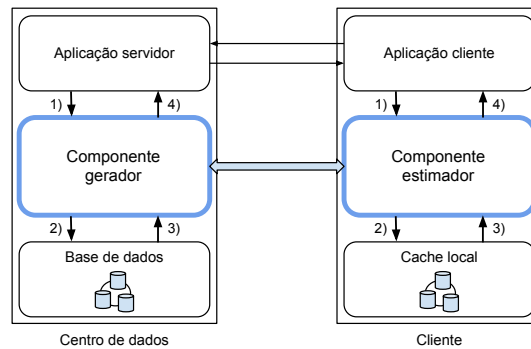 Aplicação servidor
Aplicação cliente
1)
4)
1)
4)
Componente
gerador
Componente
estimador
2)
3)
2)
3)
Base de dados
Cache local
Centro de dados
Cliente